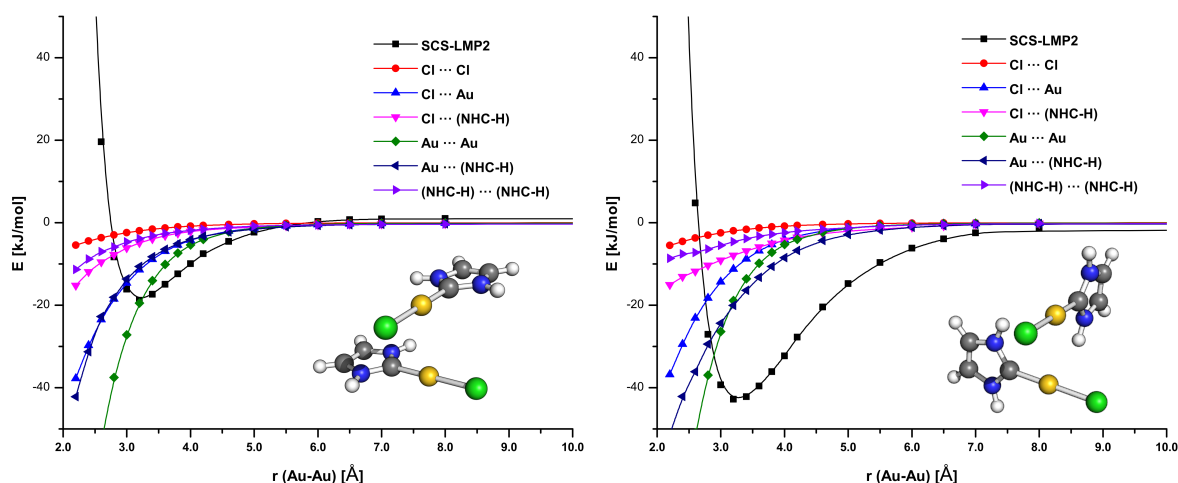 SCS-LMP2
Cl ··· Cl
Cl ··· Au
Cl ··· (NHC-H)
Au ··· Au
Au ··· (NHC-H)
(NHC-H) ··· (NHC-H)
40
20
0
-20
-40
E [kJ/mol]
2.0 3.0 4.0 5.0 6.0 7.0 8.0 9.0 10.0
r (Au-Au) [Å]
SCS-LMP2
Cl ··· Cl
Cl ··· Au
Cl ··· (NHC-H)
Au ··· Au
Au ··· (NHC-H)
(NHC-H) ··· (NHC-H)
40
20
0
-20
-40
E [kJ/mol]
2.0 3.0 4.0 5.0 6.0 7.0 8.0 9.0 10.0
r (Au-Au) [Å]